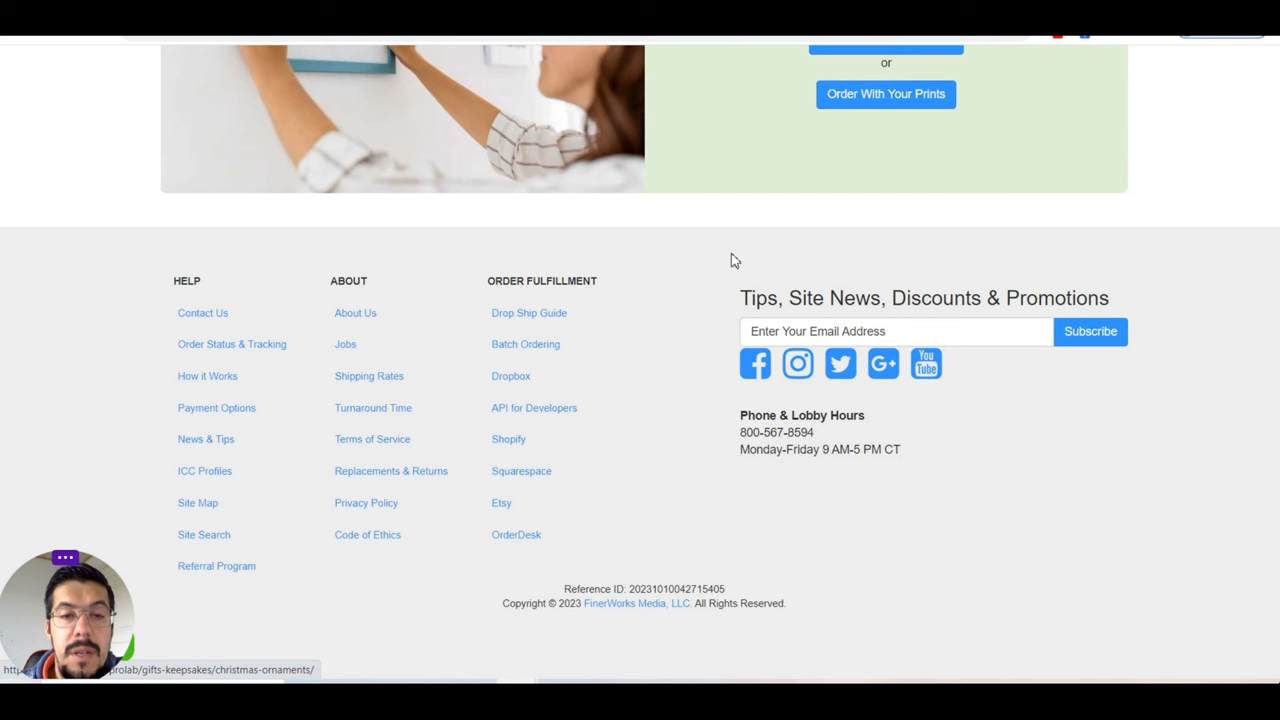 or
Order With Your Prints
HELP
Contact Us
Order Status & Tracking
How it Works
Payment Options
News & Tips
ICC Profiles
Site Map
Site Search
Referral Program
ABOUT
About Us
Jobs
Shipping Rates
Turnaround Time
Terms of Service
Replacements & Returns
Privacy Policy
Code of Ethics
ORDER FULFILLMENT
Drop Ship Guide
Batch Ordering
Dropbox
API for Developers
Shopify
Squarespace
Etsy
OrderDesk
Tips, Site News, Discounts & Promotions
Enter Your Email Address
Subscribe
G+
You
Tube
Phone & Lobby Hours
800-567-8594
Monday-Friday 9 AM-5 PM CT
Reference ID: 20231010042715405
Copyright © 2023 FinerWorks Media, LLC. All Rights Reserved.
prolab/gifts-keepsakes/christmas-ornaments/